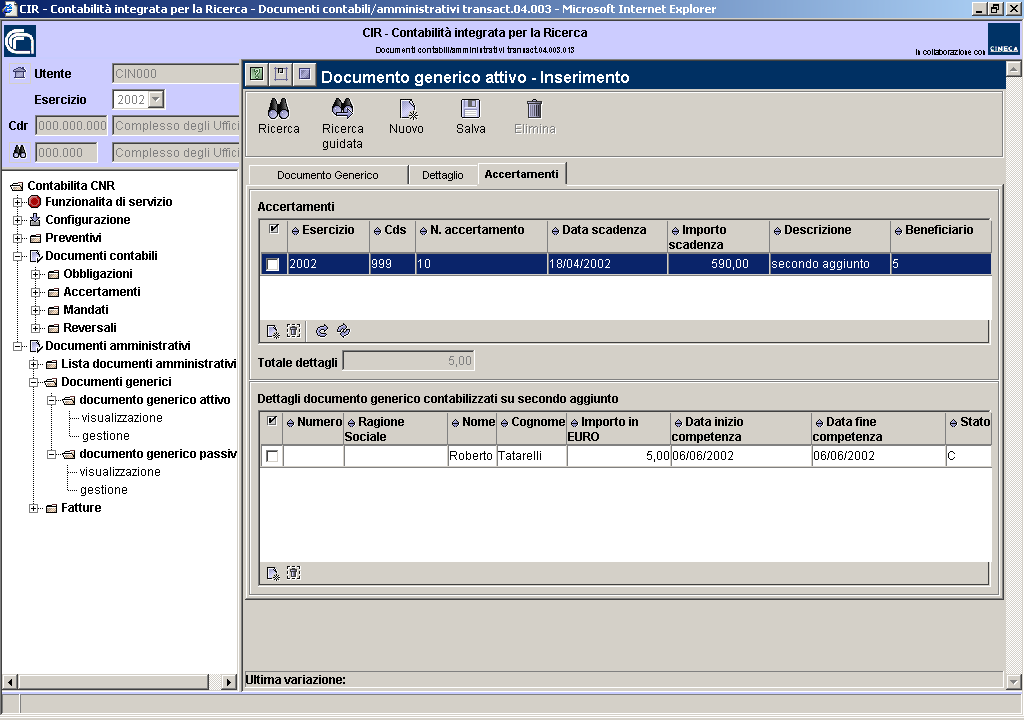 CIR - Contabilità integrata per la Ricerca - Documenti contabili/amministrativi transact.04.003 - Microsoft Internet Explorer
CIR - Contabilità integrata per la Ricerca
Documenti contabili/amministrativi transact.04.003.013
In collaborazione con
CINECA
Utente CIN000
Esercizio 2002
Cdr 000.000.000 Complesso degli Uffici
000.000 Complesso degli Uffici
Contabilita CNR
Funzionalita di servizio
Configurazione
Preventivi
Documenti contabili
Obbligazioni
Accertamenti
Mandati
Reversali
Documenti amministrativi
Lista documenti amministrativi
Documenti generici
documento generico attivo
visualizzazione
gestione
documento generico passiv
visualizzazione
gestione
Fatture
Documento generico attivo - Inserimento
Ricerca
Ricerca guidata
Nuovo
Salva
Elimina
Documento Generico Dettaglio Accertamenti
Accertamenti
Esercizio Cds N. accertamento Data scadenza Importo scadenza Descrizione Beneficiario
2002 999 10 18/04/2002 590,00 secondo aggiunto 5
Totale dettagli 5,00
Dettagli documento generico contabilizzati su secondo aggiunto
Numero Ragione Sociale Nome Cognome Importo in EURO Data inizio competenza Data fine competenza Stato
Roberto Tatarelli 5,00 06/06/2002 06/06/2002 C
Ultima variazione: